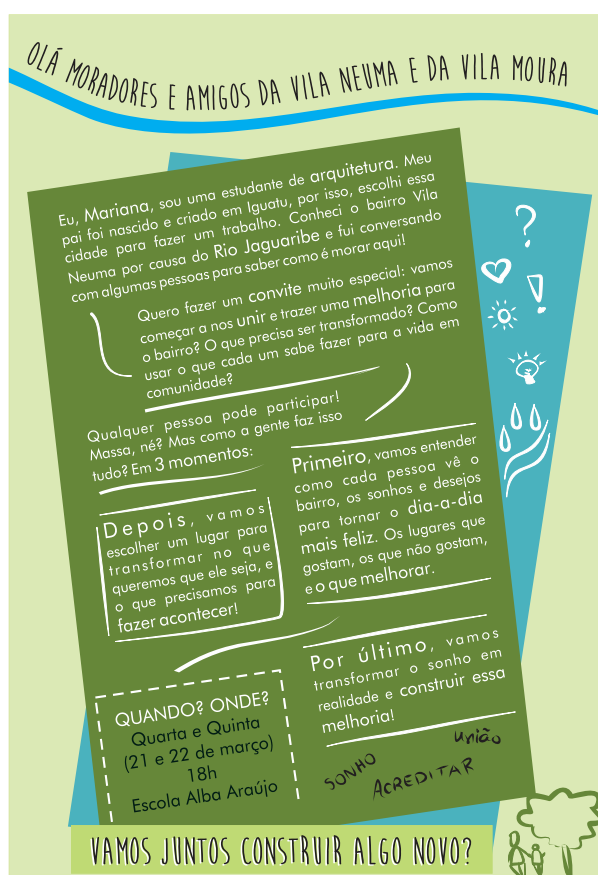 OLÁ MORADORES E AMIGOS DA VILA NEUMA E DA VILA MOURA
Eu, Mariana, sou uma estudante de arquitetura. Meu
pai foi nascido e criado em Iguatu, por isso, escolhi essa
cidade para fazer um trabalho. Conheci o bairro Vila
Neuma por causa do Rio Jaguaribe e fui conversando
com algumas pessoas para saber como é morar aqui!
Quero fazer um convite muito especial: vamos
começar a nos unir e trazer uma melhoria para
o bairro? O que precisa ser transformado? Como
usar o que cada um sabe fazer para a vida em
comunidade?
Qualquer pessoa pode participar!
Massa, né? Mas como a gente faz isso
tudo? Em 3 momentos:
Primeiro, vamos entender
como cada pessoa vê o
bairro, os sonhos e desejos
para tornar o dia-a-dia
mais feliz. Os lugares que
gostam, os que não gostam,
e o que melhorar.
Depois, vamos
escolher um lugar para
transformar no que
queremos que ele seja, e
o que precisamos para
fazer acontecer!
Por último, vamos
transformar o sonho em
realidade e construir essa
melhoria!
QUANDO? ONDE?
Quarta e Quinta
(21 e 22 de março)
18h
Escola Alba Araújo
união
SONHO
ACREDITAR
VAMOS JUNTOS CONSTRUIR ALGO NOVO?